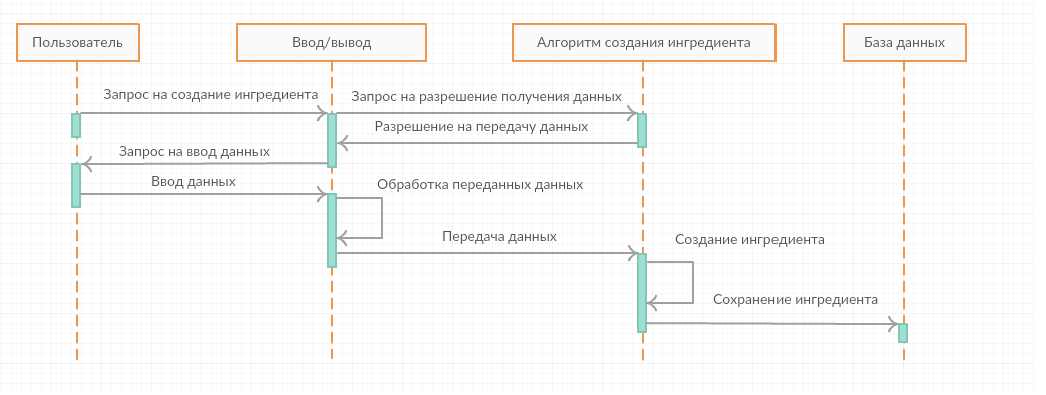 Пользователь
Ввод/вывод
Алгоритм создания ингредиента
База данных
Запрос на создание ингредиента
Запрос на разрешение получения данных
Разрешение на передачу данных
Запрос на ввод данных
Ввод данных
Обработка переданных данных
Передача данных
Создание ингредиента
Сохранение ингредиента